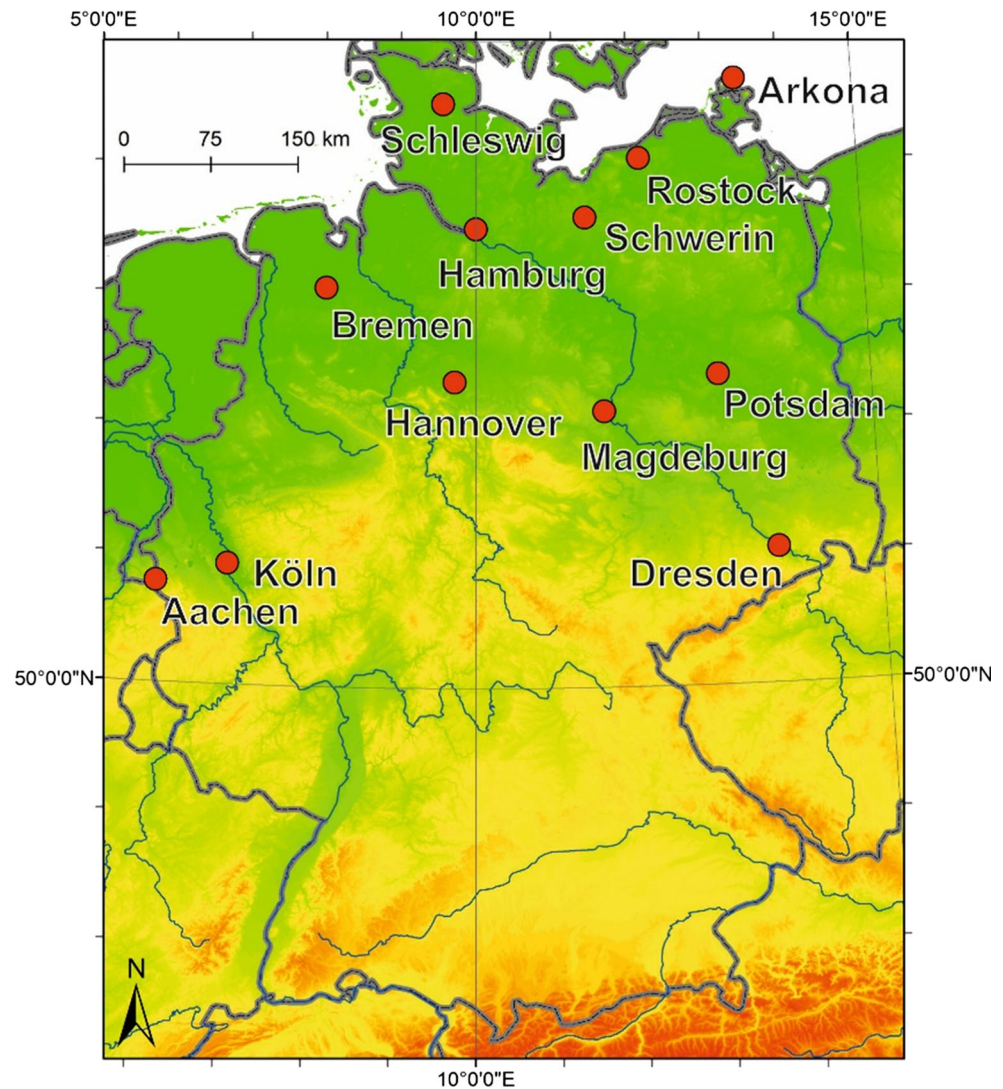 5°0'0"E 10°0'0"E 15°0'0"E
Arkona
0 75 150 km
Schleswig
Rostock
Schwerin
Hamburg
Bremen
Potsdam
Hannover
Magdeburg
Köln
Dresden
Aachen
50°0'0"N 50°0'0"N
N
10°0'0"E